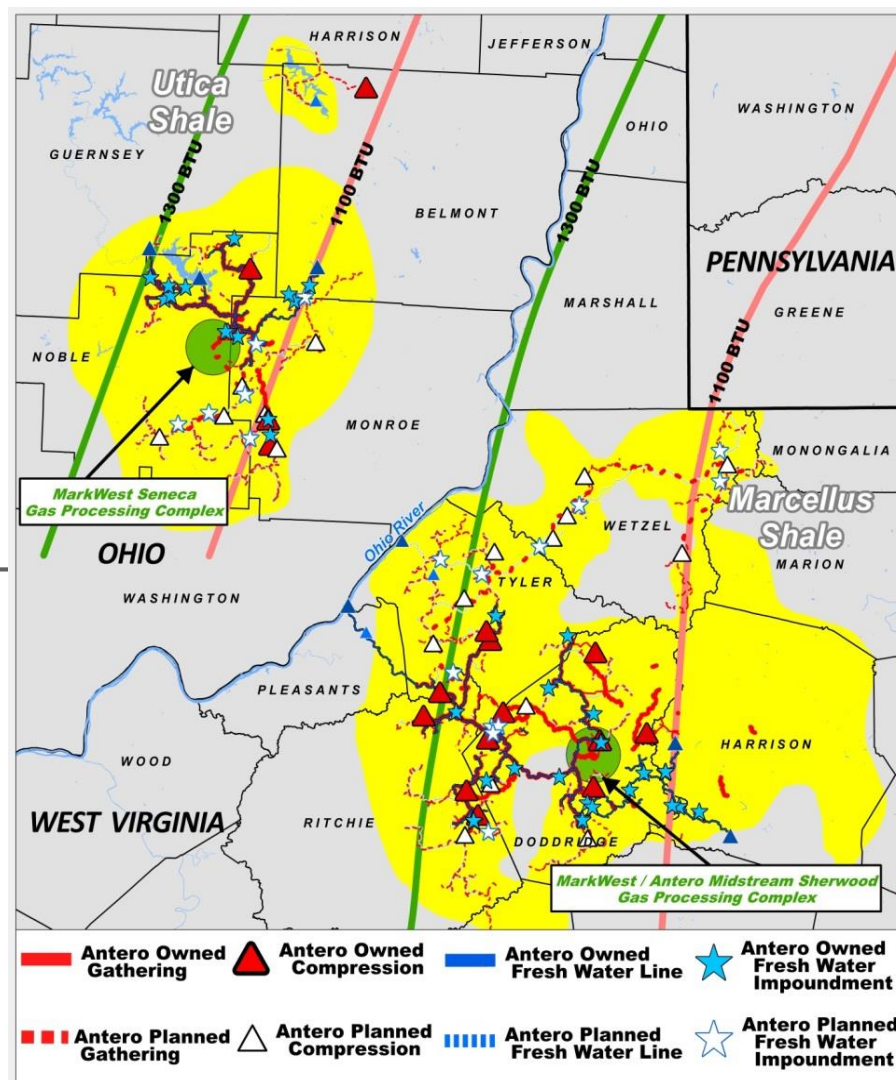 HARRISON
JEFFERSON
Utica
Shale
WASHINGTON
OHIO
GUERNSEY
1300 BTU
1100 BTU
1300 BTU
BELMONT
PENNSYLVANIA
MARSHALL
GREENE
NOBLE
1100 BTU
MONROE
MONONGALIA
MarkWest Seneca
Gas Processing Complex
Marcellus
Shale
WETZEL
OHIO
Ohio River
MARION
TYLER
WASHINGTON
PLEASANTS
HARRISON
WOOD
WEST VIRGINIA
RITCHIE
DODDRIDGE
MarkWest / Antero Midstream Sherwood
Gas Processing Complex
Antero Owned
Gathering
Antero Owned
Compression
Antero Owned
Fresh Water Line
Antero Owned
Fresh Water
Impoundment
Antero Planned
Gathering
Antero Planned
Compression
Antero Planned
Fresh Water Line
Antero Planned
Fresh Water
Impoundment